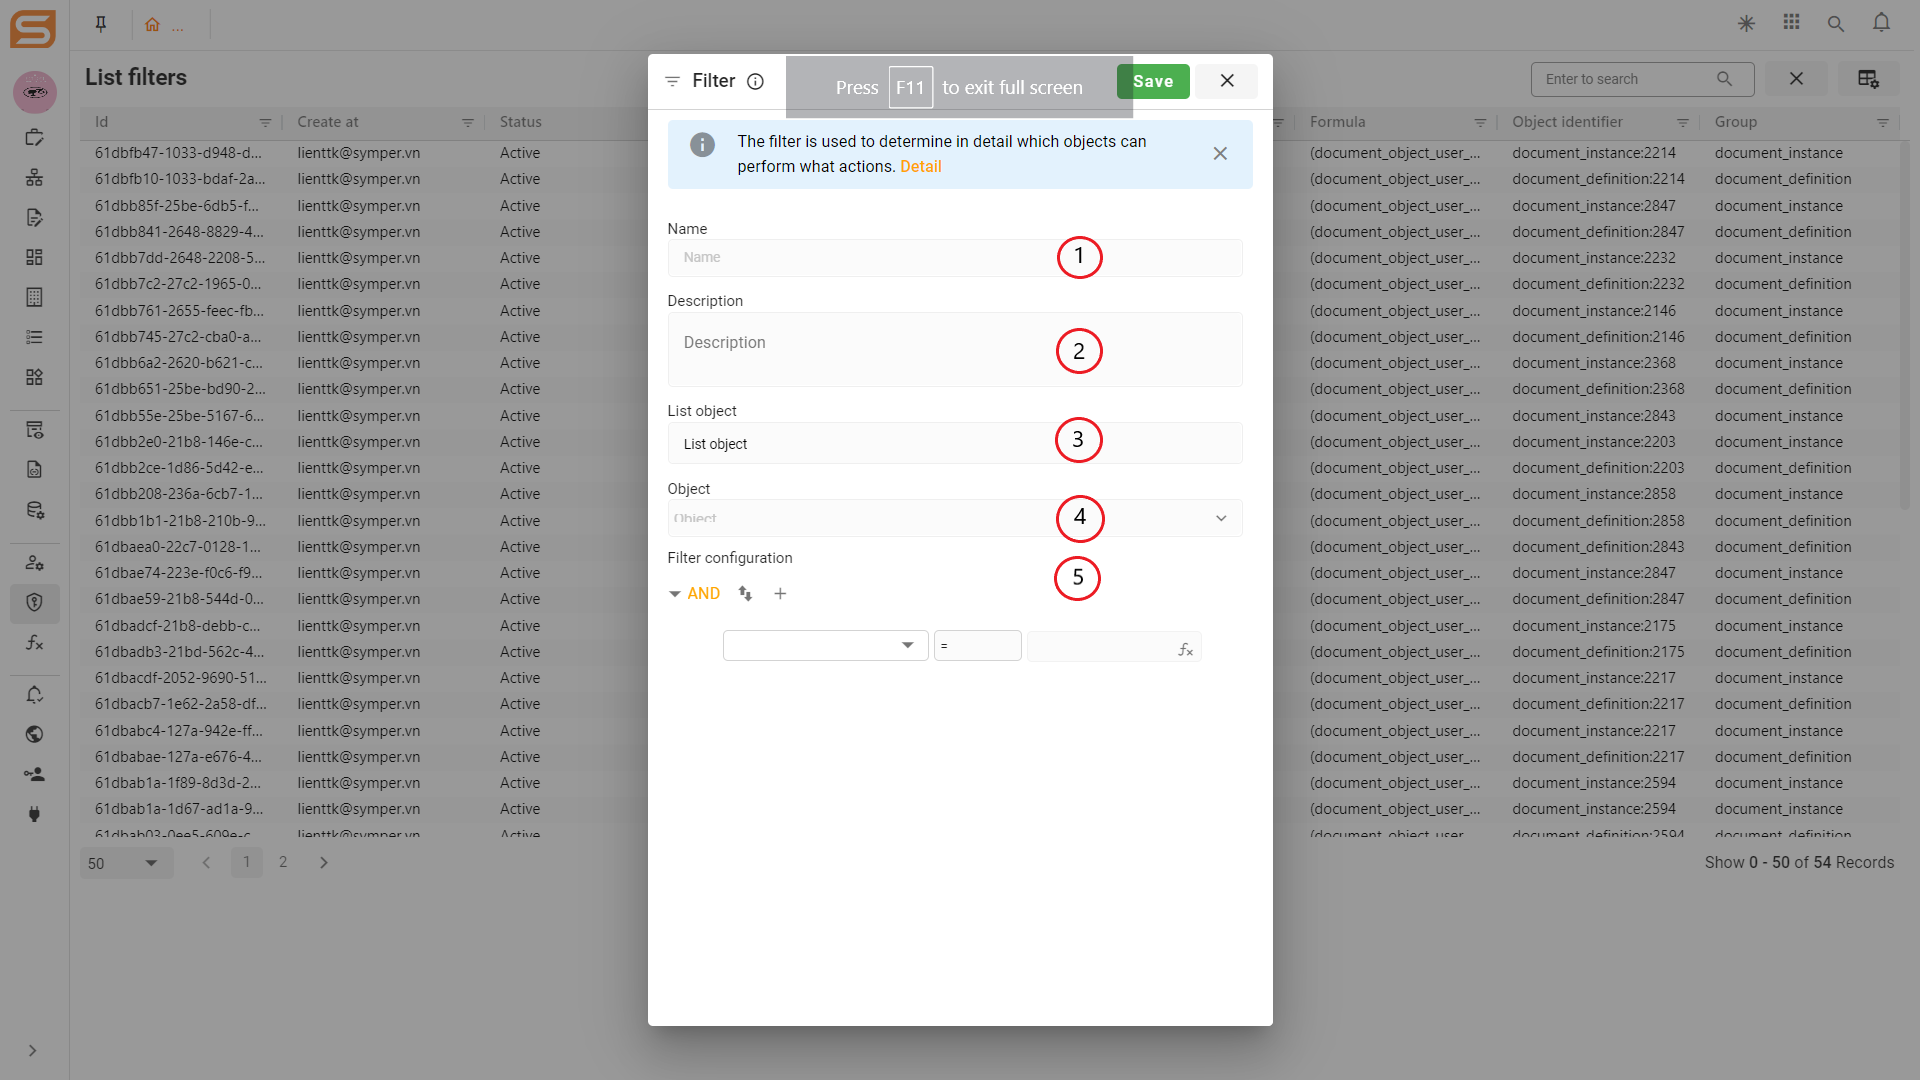 ...
List filters
Enter to search
Id
Create at
Status
Formula
Object identifier
Group
61dbfb47-1033-d948-d... lienttk@symper.vn Active (document_object_user_... document_instance:2214 document_instance
61dbfb10-1033-bdaf-2a... lienttk@symper.vn Active (document_object_user_... document_definition:2214 document_definition
61dbb85f-25be-6db5-f... lienttk@symper.vn Active (document_object_user_... document_instance:2847 document_instance
61dbb841-2648-8829-4... lienttk@symper.vn Active (document_object_user_... document_definition:2847 document_definition
61dbb7dd-2648-2208-5... lienttk@symper.vn Active (document_object_user_... document_instance:2232 document_instance
61dbb7c2-27c2-1965-0... lienttk@symper.vn Active (document_object_user_... document_definition:2232 document_definition
61dbb761-2655-feec-fb... lienttk@symper.vn Active (document_object_user_... document_instance:2146 document_instance
61dbb745-27c2-cba0-a... lienttk@symper.vn Active (document_object_user_... document_definition:2146 document_definition
61dbb6a2-2620-b621-c... lienttk@symper.vn Active (document_object_user_... document_instance:2368 document_instance
61dbb651-25be-bd90-2... lienttk@symper.vn Active (document_object_user_... document_definition:2368 document_definition
61dbb55e-25be-5167-6... lienttk@symper.vn Active (document_object_user_... document_instance:2843 document_instance
61dbb2e0-21b8-146e-c... lienttk@symper.vn Active (document_object_user_... document_instance:2203 document_instance
61dbb2ce-1d86-5d42-e... lienttk@symper.vn Active (document_object_user_... document_definition:2203 document_definition
61dbb208-236a-6cb7-1... lienttk@symper.vn Active (document_object_user_... document_instance:2858 document_instance
61dbb1b1-21b8-210b-9... lienttk@symper.vn Active (document_object_user_... document_definition:2858 document_definition
61dbaea0-22c7-0128-1... lienttk@symper.vn Active (document_object_user_... document_definition:2843 document_definition
61dbae74-223e-f0c6-f9... lienttk@symper.vn Active (document_object_user_... document_instance:2847 document_instance
61dbae59-21b8-544d-0... lienttk@symper.vn Active (document_object_user_... document_definition:2847 document_definition
61dbadcf-21b8-debb-c... lienttk@symper.vn Active (document_object_user_... document_instance:2175 document_instance
61dbadb3-21bd-562c-4... lienttk@symper.vn Active (document_object_user_... document_definition:2175 document_definition
61dbacdf-2052-9690-51... lienttk@symper.vn Active (document_object_user_... document_instance:2217 document_instance
61dbacb7-1e62-2a58-df... lienttk@symper.vn Active (document_object_user_... document_definition:2217 document_definition
61dbabc4-127a-942e-ff... lienttk@symper.vn Active (document_object_user_... document_instance:2217 document_instance
61dbabae-127a-e676-4... lienttk@symper.vn Active (document_object_user_... document_definition:2217 document_definition
61dbab1a-1f89-8d3d-2... lienttk@symper.vn Active (document_object_user_... document_instance:2594 document_instance
61dbab1a-1d67-ad1a-9... lienttk@symper.vn Active (document_object_user_... document_instance:2594 document_instance
61dbab03-0ee5-609e-c... lienttk@symper.vn Active (document_object_user_... document_definition:2594 document_definition
50
1
2
Show 0 - 50 of 54 Records
Filter
Press F11 to exit full screen
Save
The filter is used to determine in detail which objects can
perform what actions. Detail
Name
Name
1
Description
Description
2
List object
List object
3
Object
Object
4
Filter configuration
5
AND
=
fx